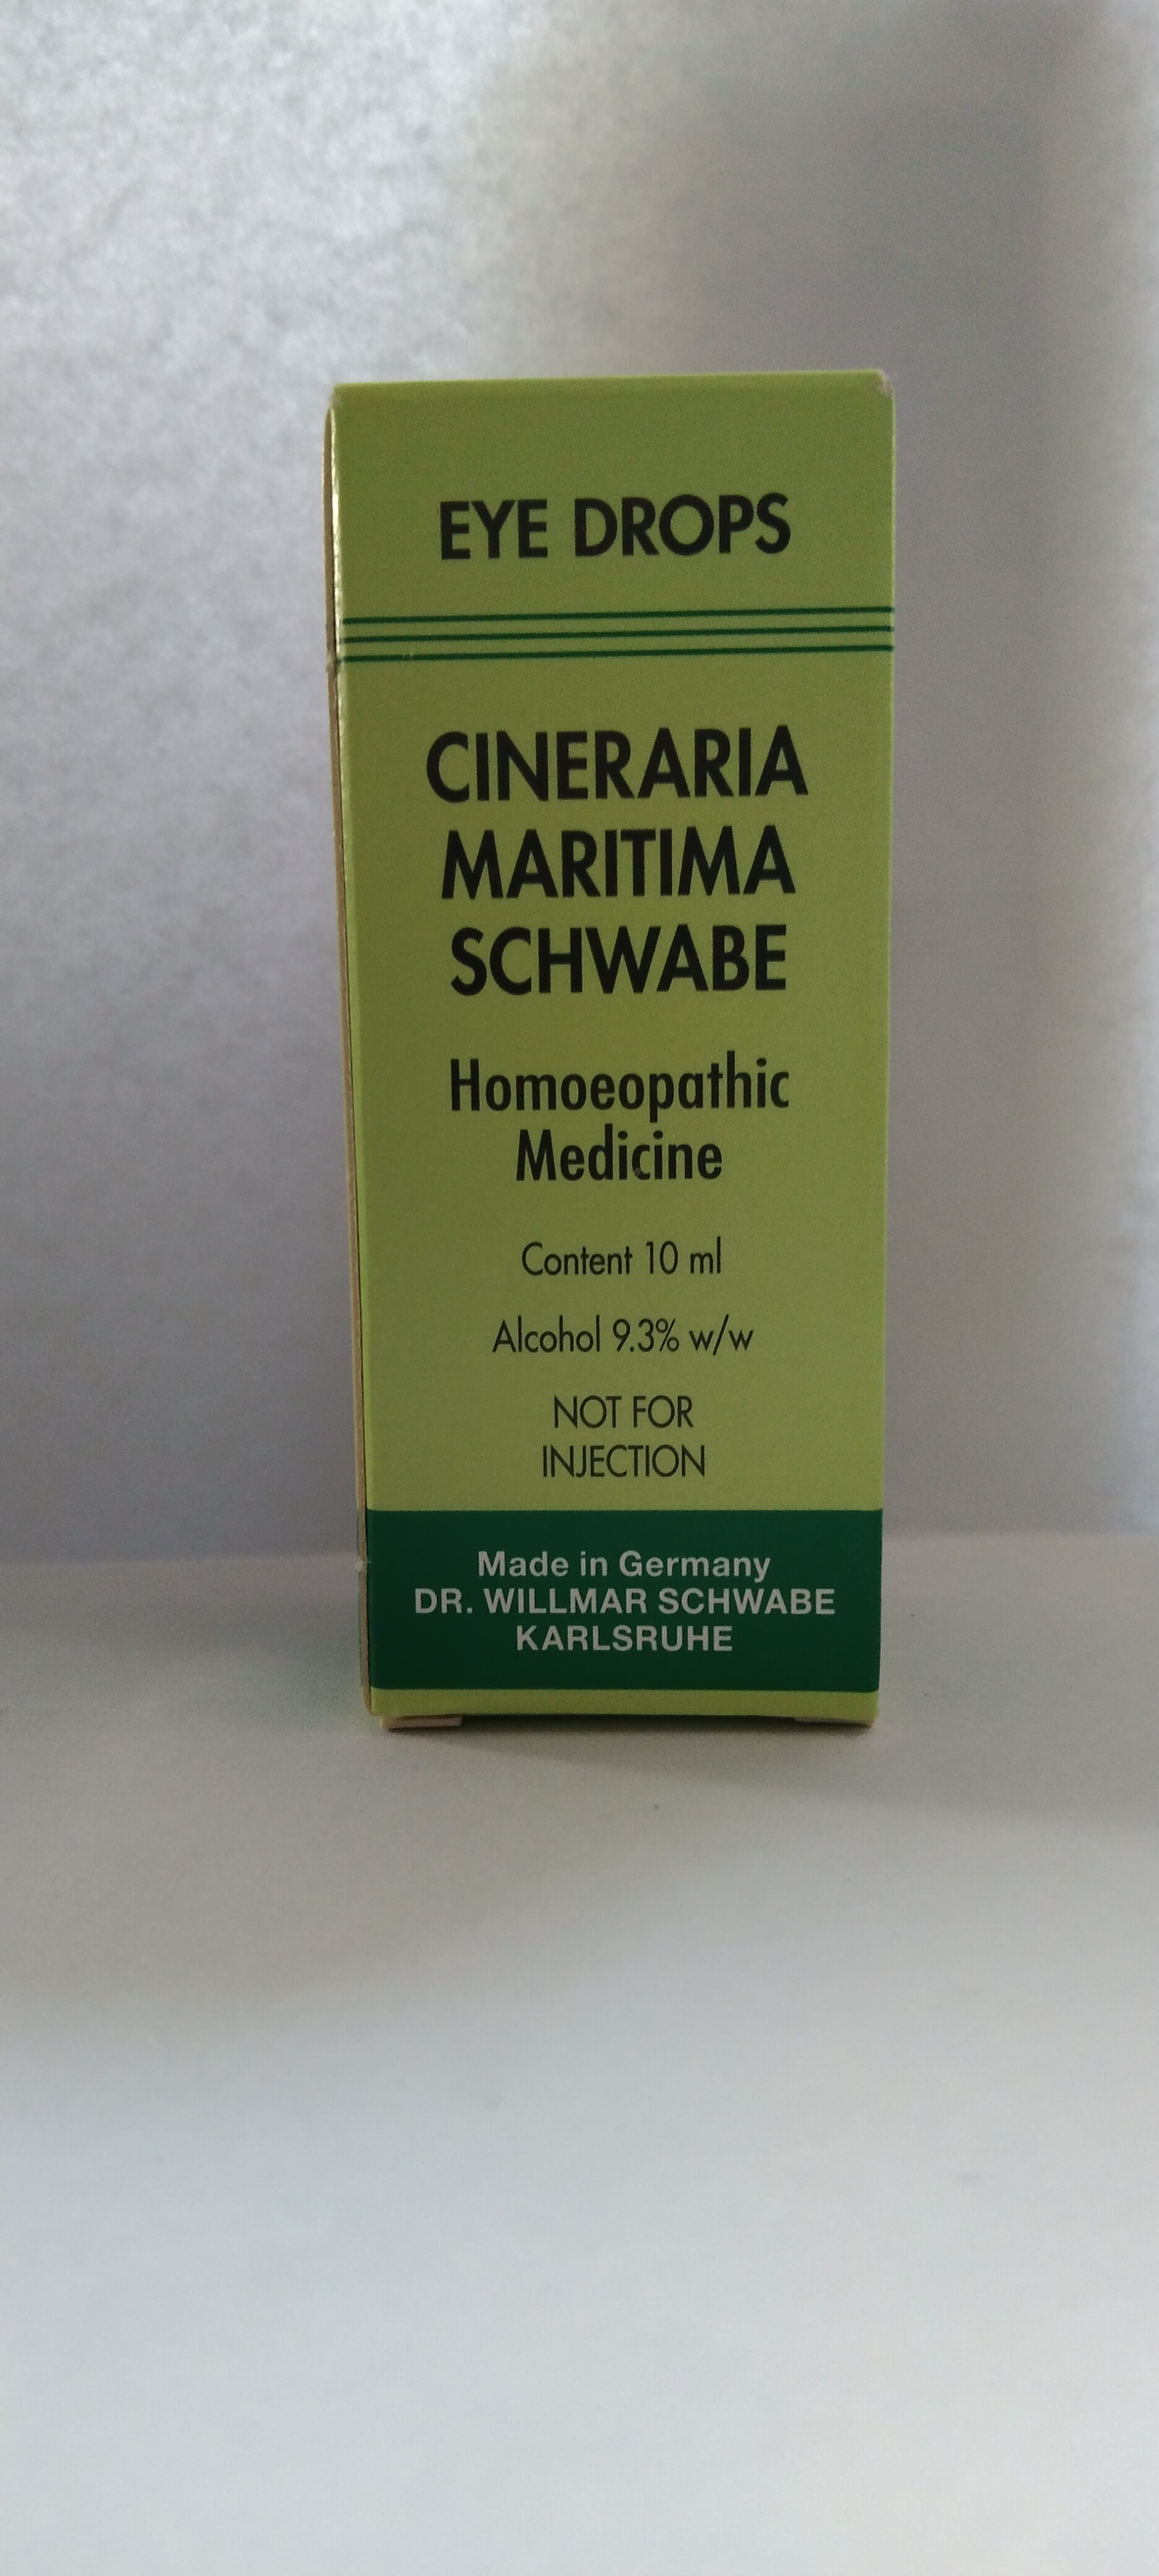 EYE DROPS
CINERARIA
MARITIMA
SCHWABE
Homoeopathic
Medicine
Content 10 ml
Alcohol 9.3% w/w
NOT FOR
INJECTION
Made in Germany
DR. WILLMAR SCHWABE
KARLSRUHE